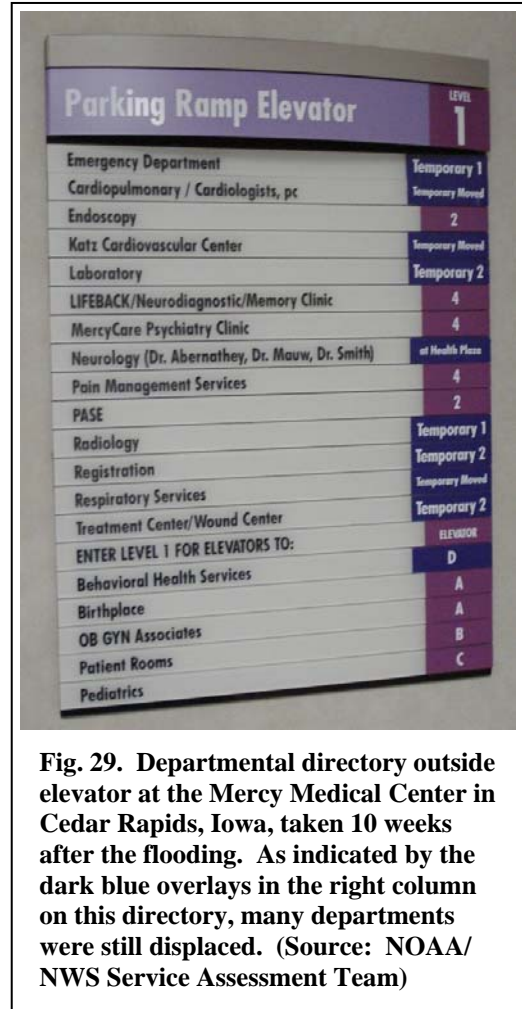 Parking Ramp Elevator LEVEL 1
Emergency Department Temporary 1
Cardiopulmonary / Cardiologists, pc Temporary Moved
Endoscopy 2
Katz Cardiovascular Center Temporary Moved
Laboratory Temporary 2
LIFEBACK/Neurodiagnostic/Memory Clinic 4
MercyCare Psychiatry Clinic 4
Neurology (Dr. Abernathey, Dr. Mauw, Dr. Smith) at Health Plaza
Pain Management Services 4
PASE 2
Radiology Temporary 1
Registration Temporary 2
Respiratory Services Temporary Moved
Treatment Center/Wound Center Temporary 2
ENTER LEVEL 1 FOR ELEVATORS TO: ELEVATOR
Behavioral Health Services D
Birthplace A
OB GYN Associates A
Patient Rooms B
Pediatrics C
Fig. 29. Departmental directory outside
elevator at the Mercy Medical Center in
Cedar Rapids, Iowa, taken 10 weeks
after the flooding. As indicated by the
dark blue overlays in the right column
on this directory, many departments
were still displaced. (Source: NOAA/
NWS Service Assessment Team)